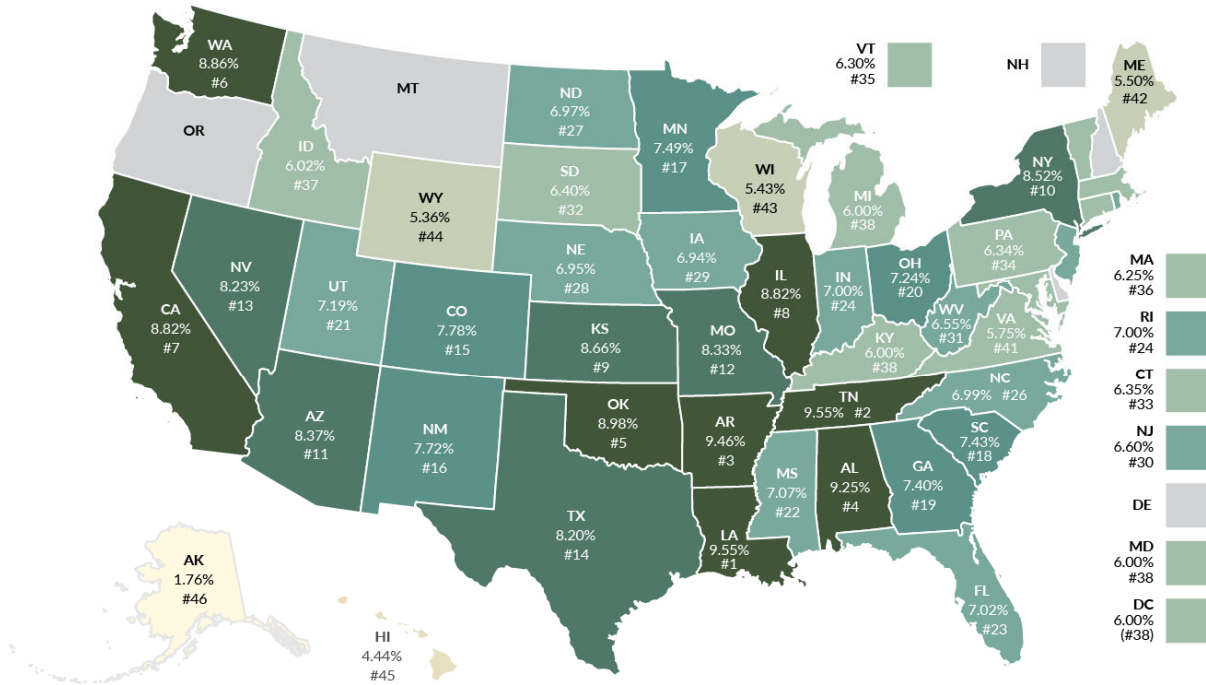 WA
8.86%
#6
MT
OR
ID
6.02%
#37
ND
6.97%
#27
MN
7.49%
#17
VT
6.30%
#35
NH
ME
5.50%
#42
WY
5.36%
#44
SD
6.40%
#32
WI
5.43%
#43
MI
6.00%
#38
NY
8.52%
#10
NV
8.23%
#13
UT
7.19%
#21
NE
6.95%
#28
IA
6.94%
#29
IL
8.82%
#8
IN
7.00%
#24
OH
7.24%
#20
PA
6.34%
#34
CA
8.82%
#7
CO
7.78%
#15
KS
8.66%
#9
MO
8.33%
#12
KY
6.00%
#38
WV
6.55%
#31
VA
5.75%
#41
MA
6.25%
#36
RI
7.00%
#24
CT
6.35%
#33
NJ
6.60%
#30
DE
MD
6.00%
#38
DC
6.00%
(#38)
AZ
8.37%
#11
NM
7.72%
#16
OK
8.98%
#5
AR
9.46%
#3
TN
9.55% #2
NC
6.99% #26
SC
7.43%
#18
TX
8.20%
#14
LA
9.55%
#1
MS
7.07%
#22
AL
9.25%
#4
GA
7.40%
#19
FL
7.02%
#23
AK
1.76%
#46
HI
4.44%
#45